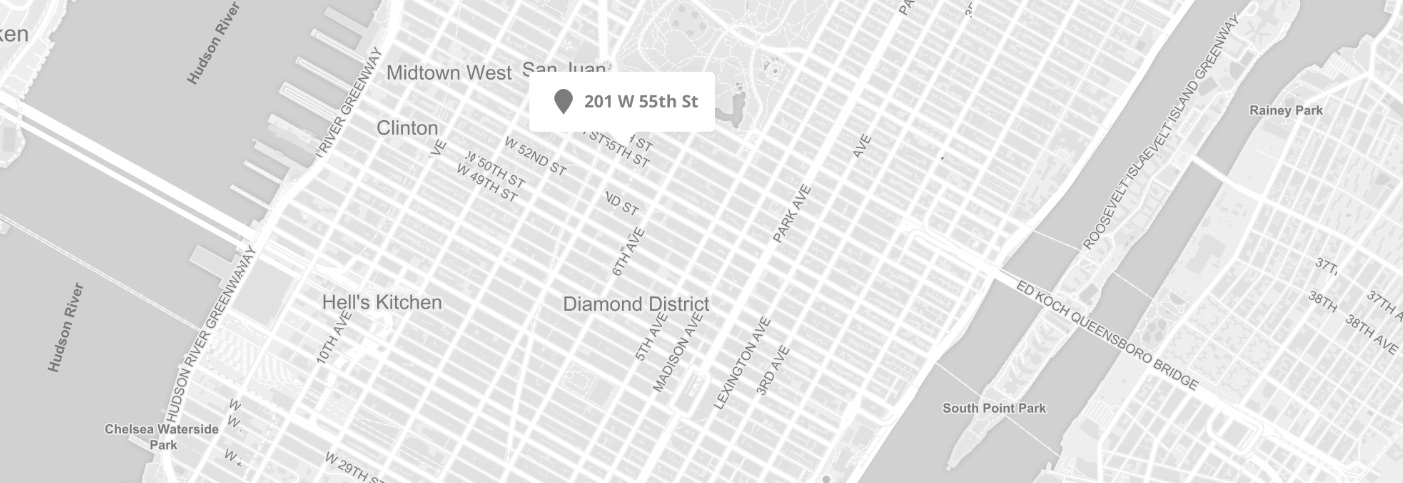 Hudson River
Midtown West
San Juan
201 W 55th St
Rainey Park
Clinton
RIVER GREENWAY
AVE
W 52ND ST
W 50TH ST
W 49TH ST
55TH ST
ND ST
ROOSEVELT ISLAND GREENWAY
PARK AVE
6TH AVE
Hudson River
HUDSON RIVER GREENWAY
Hell's Kitchen
Diamond District
10TH AVE
5TH AVE
MADISON AVE
LEXINGTON AVE
3RD AVE
ED KOCH QUEENSBORO BRIDGE
38TH
38TH AVE
South Point Park
Chelsea Waterside
Park
W
W
W
W 29TH ST